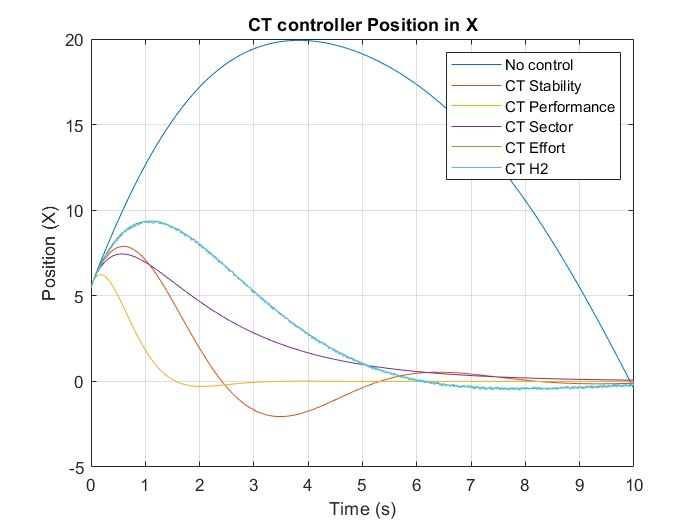 CT controller Position in X
20
15
10
5
0
-5
Position (X)
No control
CT Stability
CT Performance
CT Sector
CT Effort
CT H2
0 1 2 3 4 5 6 7 8 9 10
Time (s)